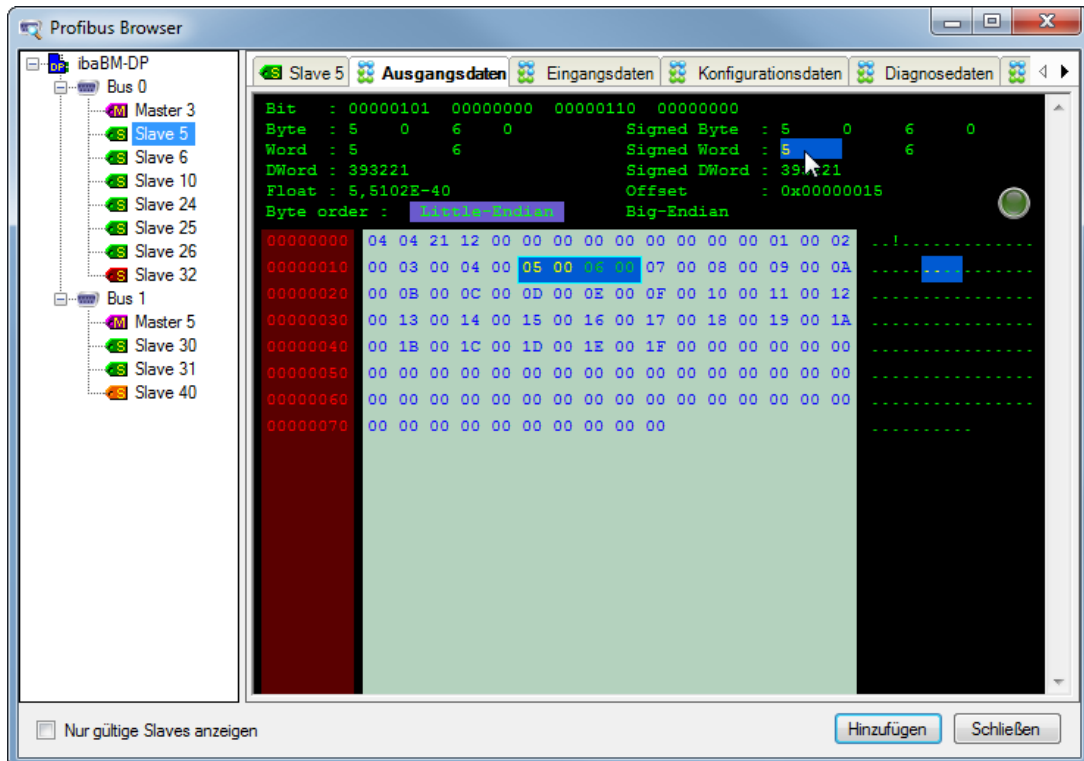 Profibus Browser
ibaBM-DP
Bus 0
Master 3
Slave 5
Slave 6
Slave 10
Slave 24
Slave 25
Slave 26
Slave 32
Bus 1
Master 5
Slave 30
Slave 31
Slave 40
Slave 5 Ausgangsdaten Eingangsdaten Konfigurationsdaten Diagnosedaten
Bit : 00000101 00000000 00000110 00000000
Byte : 5 0 6 0 Signed Byte : 5 0 6 0
Word : 5 6 Signed Word : 5 6
DWord : 393221 Signed DWord : 393221
Float : 5,5102E-40 Offset : 0x00000015
Byte order : Little-Endian Big-Endian
00000000 04 04 21 12 00 00 00 00 00 00 00 00 00 01 00 02 ..!.............
00000010 00 03 00 04 00 05 00 06 00 07 00 08 00 09 00 0A ................
00000020 00 0B 00 0C 00 0D 00 0E 00 0F 00 10 00 11 00 12 ................
00000030 00 13 00 14 00 15 00 16 00 17 00 18 00 19 00 1A ................
00000040 00 1B 00 1C 00 1D 00 1E 00 1F 00 00 00 00 00 00 ................
00000050 00 00 00 00 00 00 00 00 00 00 00 00 00 00 00 00 ................
00000060 00 00 00 00 00 00 00 00 00 00 00 00 00 00 00 00 ................
00000070 00 00 00 00 00 00 00 00 00 00 ..........
Nur gültige Slaves anzeigen
Hinzufügen Schließen